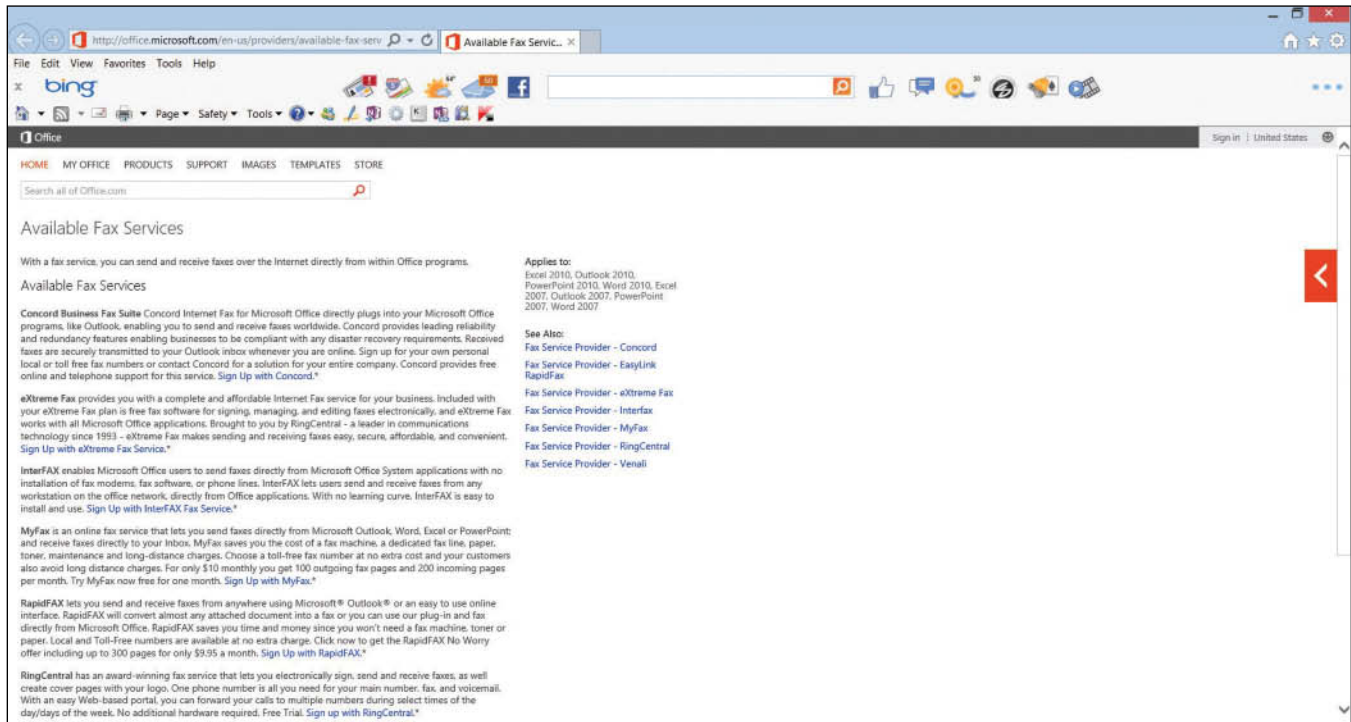 http://office.microsoft.com/en-us/providers/available-fax-serv
Available Fax Servic...
File Edit View Favorites Tools Help
x bing
Page Safety Tools
Office
Sign in | United States
HOME MY OFFICE PRODUCTS SUPPORT IMAGES TEMPLATES STORE
Search all of Office.com
Available Fax Services
With a fax service, you can send and receive faxes over the Internet directly from within Office programs.
Available Fax Services
Concord Business Fax Suite Concord Internet Fax for Microsoft Office directly plugs into your Microsoft Office
programs, like Outlook, enabling you to send and receive faxes worldwide. Concord provides leading reliability
and redundancy features enabling businesses to be compliant with any disaster recovery requirements. Received
faxes are securely transmitted to your Outlook inbox whenever you are online. Sign up for your own personal
local or toll free fax numbers or contact Concord for a solution for your entire company. Concord provides free
online and telephone support for this service. Sign Up with Concord.*
eXtreme Fax provides you with a complete and affordable Internet Fax service for your business. Included with
your eXtreme Fax plan is free fax software for signing, managing, and editing faxes electronically, and eXtreme Fax
works with all Microsoft Office applications. Brought to you by RingCentral - a leader in communications
technology since 1993 - eXtreme Fax makes sending and receiving faxes easy, secure, affordable, and convenient.
Sign Up with eXtreme Fax Service.*
InterFAX enables Microsoft Office users to send faxes directly from Microsoft Office System applications with no
installation of fax modems, fax software, or phone lines. InterFAX lets users send and receive faxes from any
workstation on the office network, directly from Office applications. With no learning curve, InterFAX is easy to
install and use. Sign Up with InterFAX Fax Service.*
MyFax is an online fax service that lets you send faxes directly from Microsoft Outlook, Word, Excel or PowerPoint;
and receive faxes directly to your Inbox. MyFax saves you the cost of a fax machine, a dedicated fax line, paper,
toner, maintenance and long-distance charges. Choose a toll-free fax number at no extra cost and your customers
also avoid long distance charges. For only $10 monthly you get 100 outgoing fax pages and 200 incoming pages
per month. Try MyFax now free for one month. Sign Up with MyFax.*
RapidFAX lets you send and receive faxes from anywhere using Microsoft® Outlook® or an easy to use online
interface. RapidFAX will convert almost any attached document into a fax or you can use our plug-in and fax
directly from Microsoft Office. RapidFAX saves you time and money since you won't need a fax machine, toner or
paper. Local and Toll-Free numbers are available at no extra charge. Click now to get the RapidFAX No Worry
offer including up to 300 pages for only $9.95 a month. Sign Up with RapidFAX.*
RingCentral has an award-winning fax service that lets you electronically sign, send and receive faxes, as well
create cover pages with your logo. One phone number is all you need for your main number, fax, and voicemail.
With an easy Web-based portal, you can forward your calls to multiple numbers during select times of the
day/days of the week. No additional hardware required. Free Trial. Sign up with RingCentral.*
Applies to:
Excel 2010, Outlook 2010,
PowerPoint 2010, Word 2010, Excel
2007, Outlook 2007, PowerPoint
2007, Word 2007
See Also:
Fax Service Provider - Concord
Fax Service Provider - EasyLink
RapidFax
Fax Service Provider - eXtreme Fax
Fax Service Provider - Interfax
Fax Service Provider - MyFax
Fax Service Provider - RingCentral
Fax Service Provider - Venali